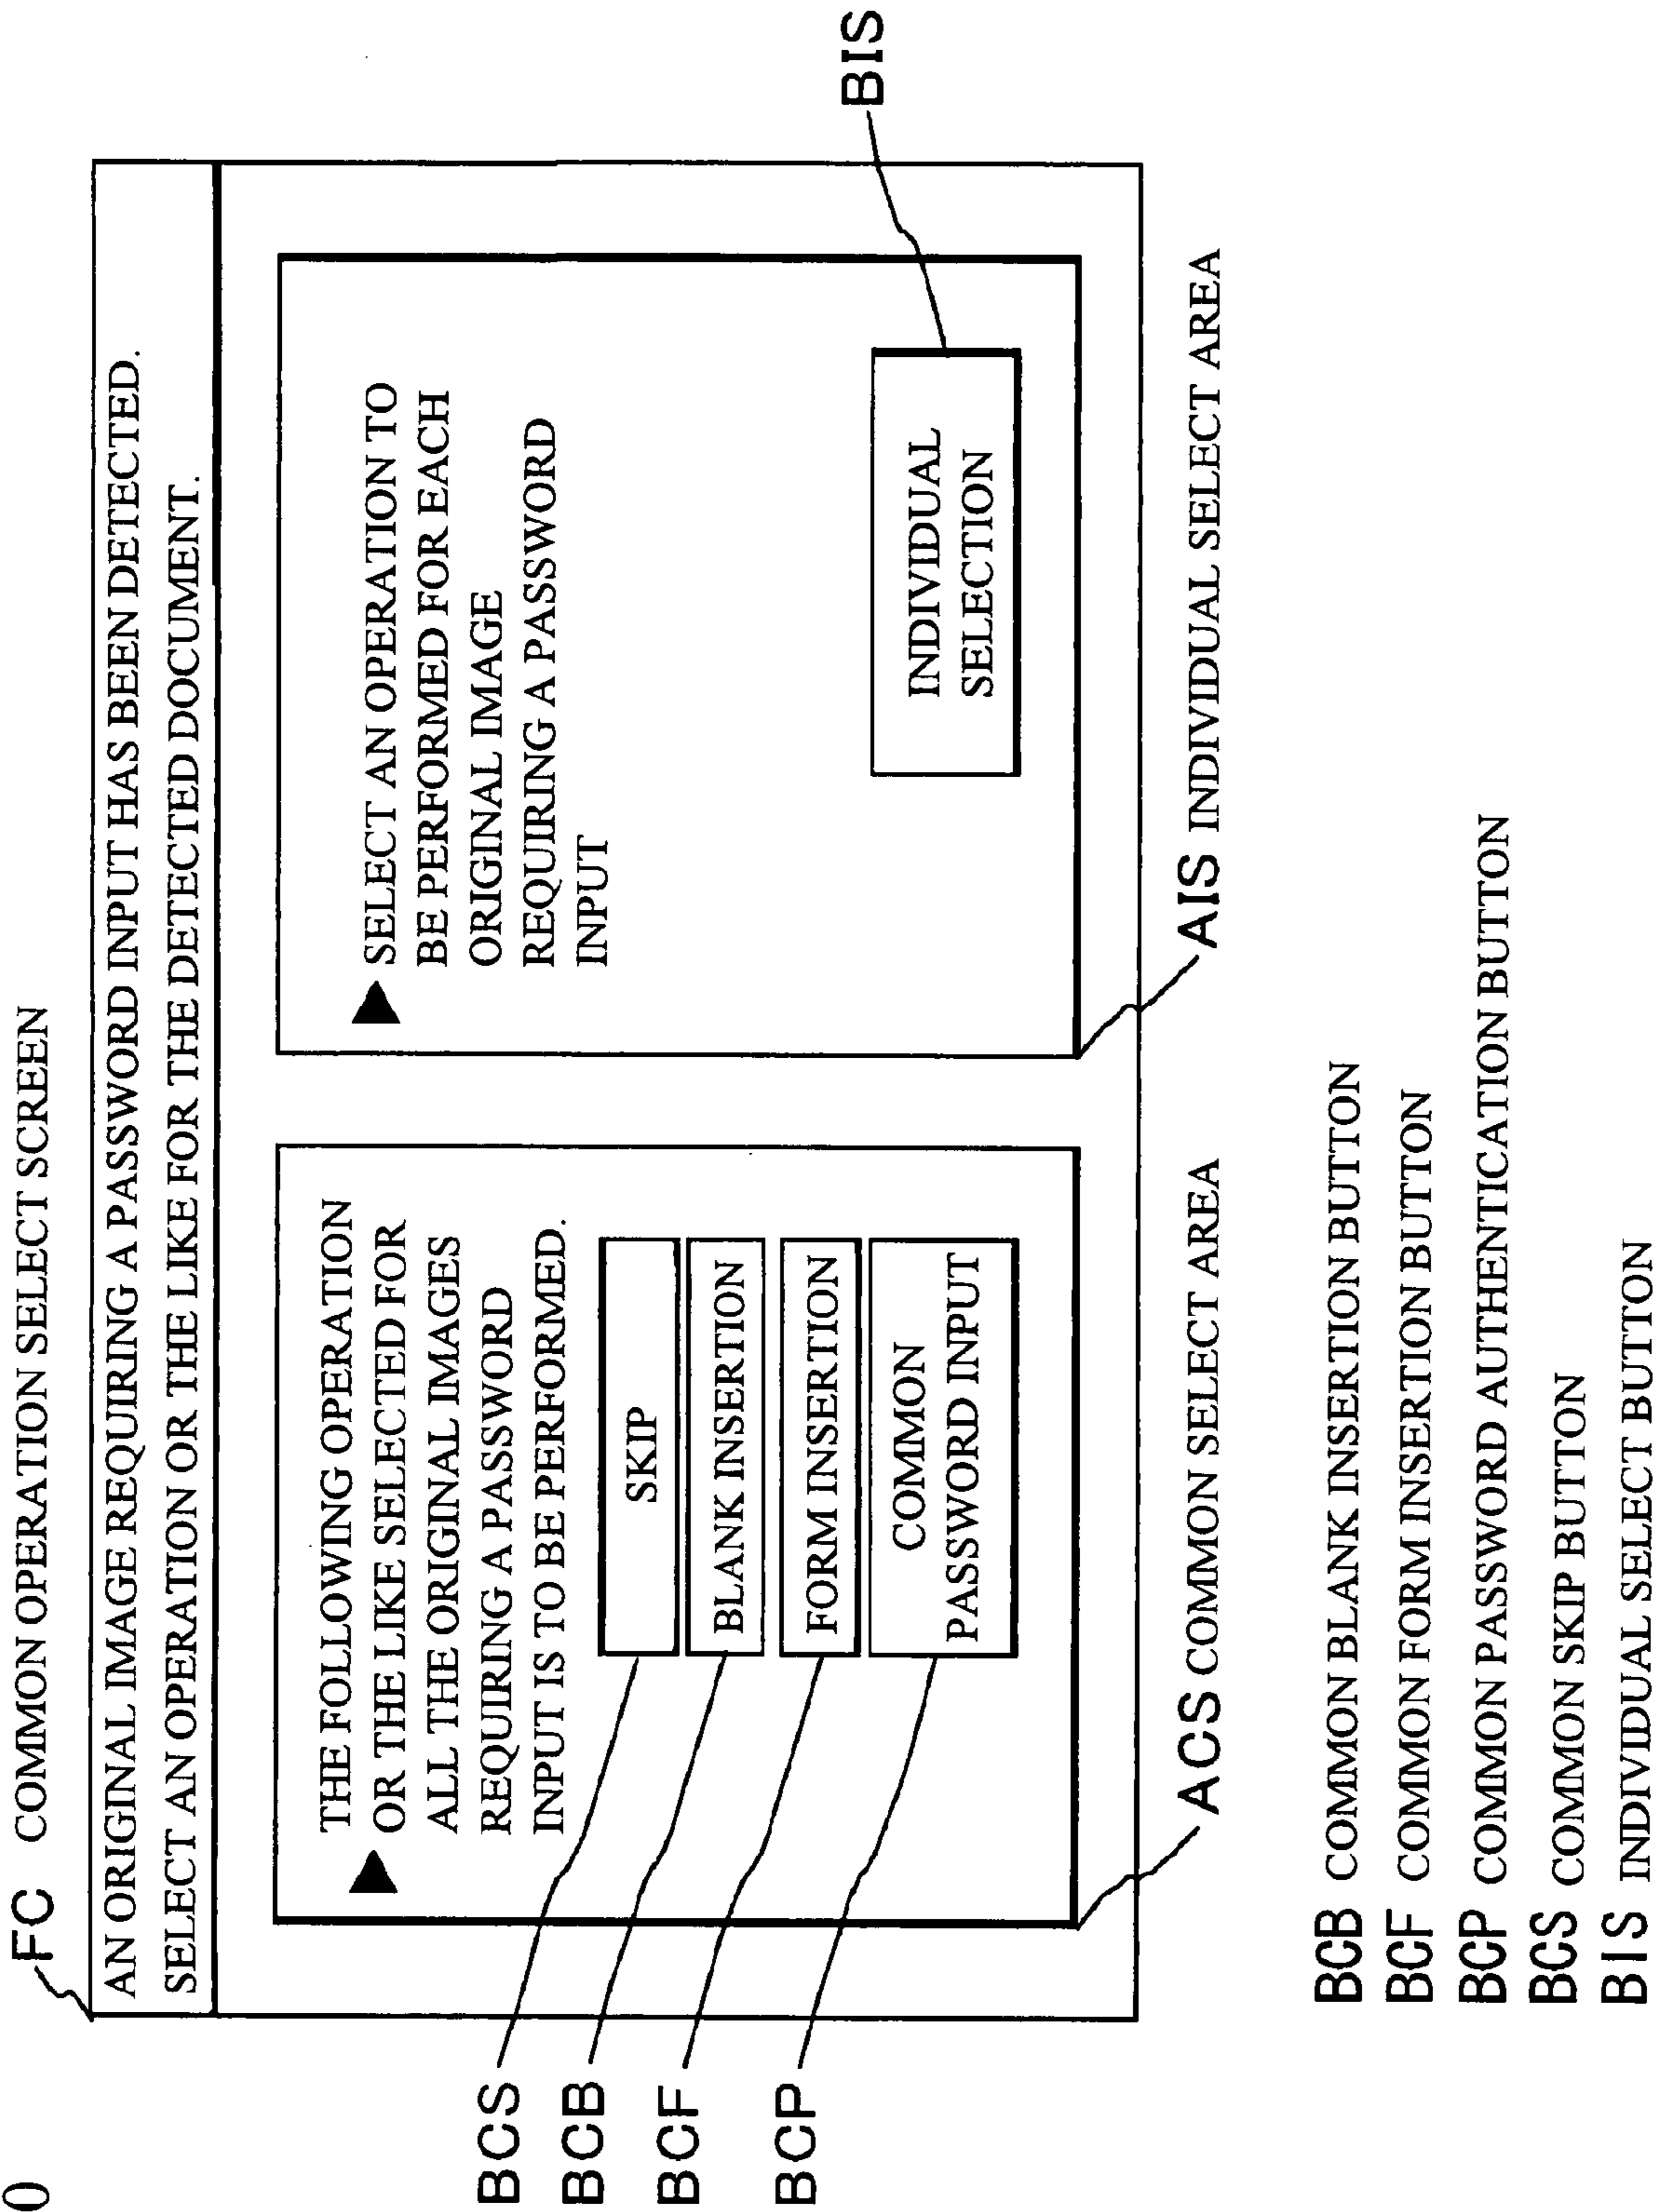 0
FC COMMON OPERATION SELECT SCREEN
AN ORIGINAL IMAGE REQUIRING A PASSWORD INPUT HAS BEEN DETECTED.
SELECT AN OPERATION OR THE LIKE FOR THE DETECTED DOCUMENT.
▲ THE FOLLOWING OPERATION
OR THE LIKE SELECTED FOR
ALL THE ORIGINAL IMAGES
REQUIRING A PASSWORD
INPUT IS TO BE PERFORMED.
BCS
SKIP
BCB
BLANK INSERTION
BCF
FORM INSERTION
BCP
COMMON
PASSWORD INPUT
▲ SELECT AN OPERATION TO
BE PERFORMED FOR EACH
ORIGINAL IMAGE
REQUIRING A PASSWORD
INPUT
INDIVIDUAL
SELECTION
BIS
ACS COMMON SELECT AREA
AIS INDIVIDUAL SELECT AREA
BCB COMMON BLANK INSERTION BUTTON
BCF COMMON FORM INSERTION BUTTON
BCP COMMON PASSWORD AUTHENTICATION BUTTON
BCS COMMON SKIP BUTTON
BIS INDIVIDUAL SELECT BUTTON